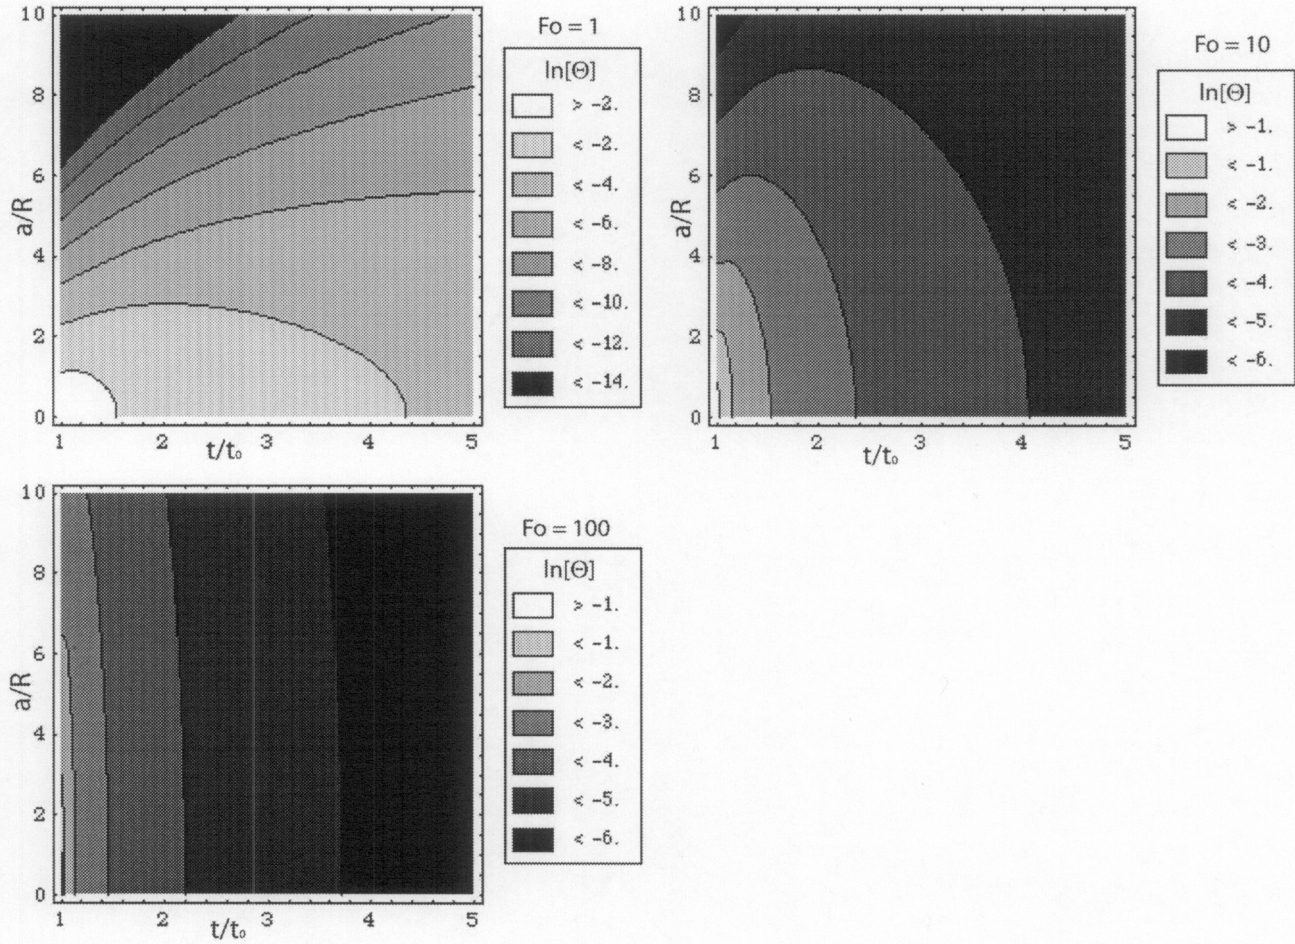 10
8
6
4
2
0
a/R
1 2 3 4 5
t/t₀
Fo = 1
ln[Θ]
> -2.
< -2.
< -4.
< -6.
< -8.
< -10.
< -12.
< -14.
10
8
6
4
2
0
a/R
1 2 3 4 5
t/t₀
Fo = 10
ln[Θ]
> -1.
< -1.
< -2.
< -3.
< -4.
< -5.
< -6.
10
8
6
4
2
0
a/R
1 2 3 4 5
t/t₀
Fo = 100
ln[Θ]
> -1.
< -1.
< -2.
< -3.
< -4.
< -5.
< -6.